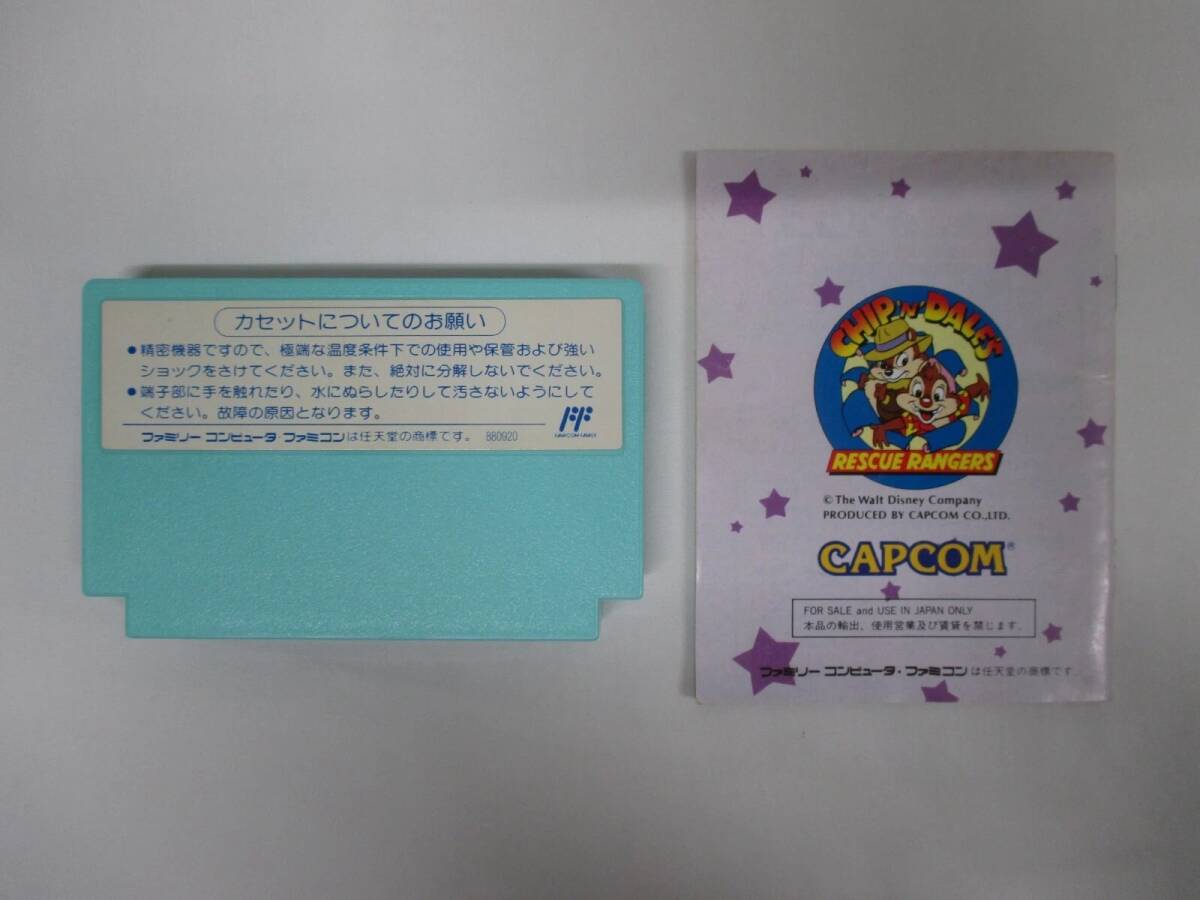 カセットについてのお願い
●精密機器ですので、極端な温度条件下での使用や保管および強い
ショックをさけてください。また、絶対に分解しないでください。
●端子部に手を触れたり、水にぬらしたりして汚さないようにして
ください。故障の原因となります。
ファミリーコンピュータ・ファミコンは任天堂の商標です。 880920
CHIP 'N' DALE'S
RESCUE RANGERS
© The Walt Disney Company
PRODUCED BY CAPCOM CO.,LTD.
CAPCOM®
FOR SALE and USE IN JAPAN ONLY
本品の輸出、使用営業及び賃貸を禁じます。
ファミリーコンピュータ・ファミコンは任天堂の商標です。